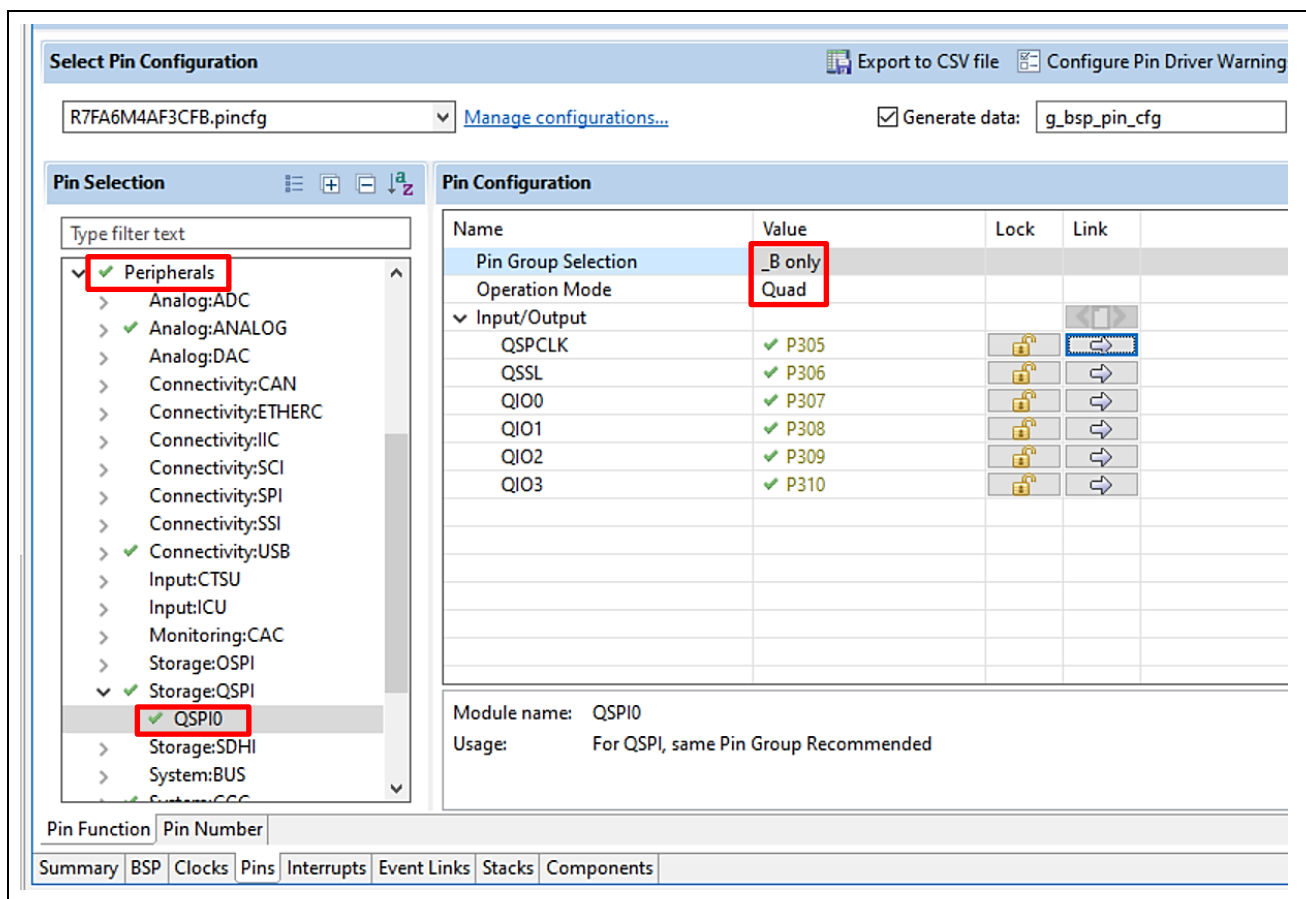 Select Pin Configuration Export to CSV file Configure Pin Driver Warning
R7FA6M4AF3CFB.pincfg Manage configurations... Generate data: g_bsp_pin_cfg
Pin Selection
Type filter text
Peripherals
Analog:ADC
Analog:ANALOG
Analog:DAC
Connectivity:CAN
Connectivity:ETHERC
Connectivity:IIC
Connectivity:SCI
Connectivity:SPI
Connectivity:SSI
Connectivity:USB
Input:CTSU
Input:ICU
Monitoring:CAC
Storage:OSPI
Storage:QSPI
QSPI0
Storage:SDHI
System:BUS
System:CGC
Pin Configuration
Name Value Lock Link
Pin Group Selection _B only
Operation Mode Quad
Input/Output
QSPCLK P305
QSSL P306
QIO0 P307
QIO1 P308
QIO2 P309
QIO3 P310
Module name: QSPI0
Usage: For QSPI, same Pin Group Recommended
Pin Function Pin Number
Summary BSP Clocks Pins Interrupts Event Links Stacks Components